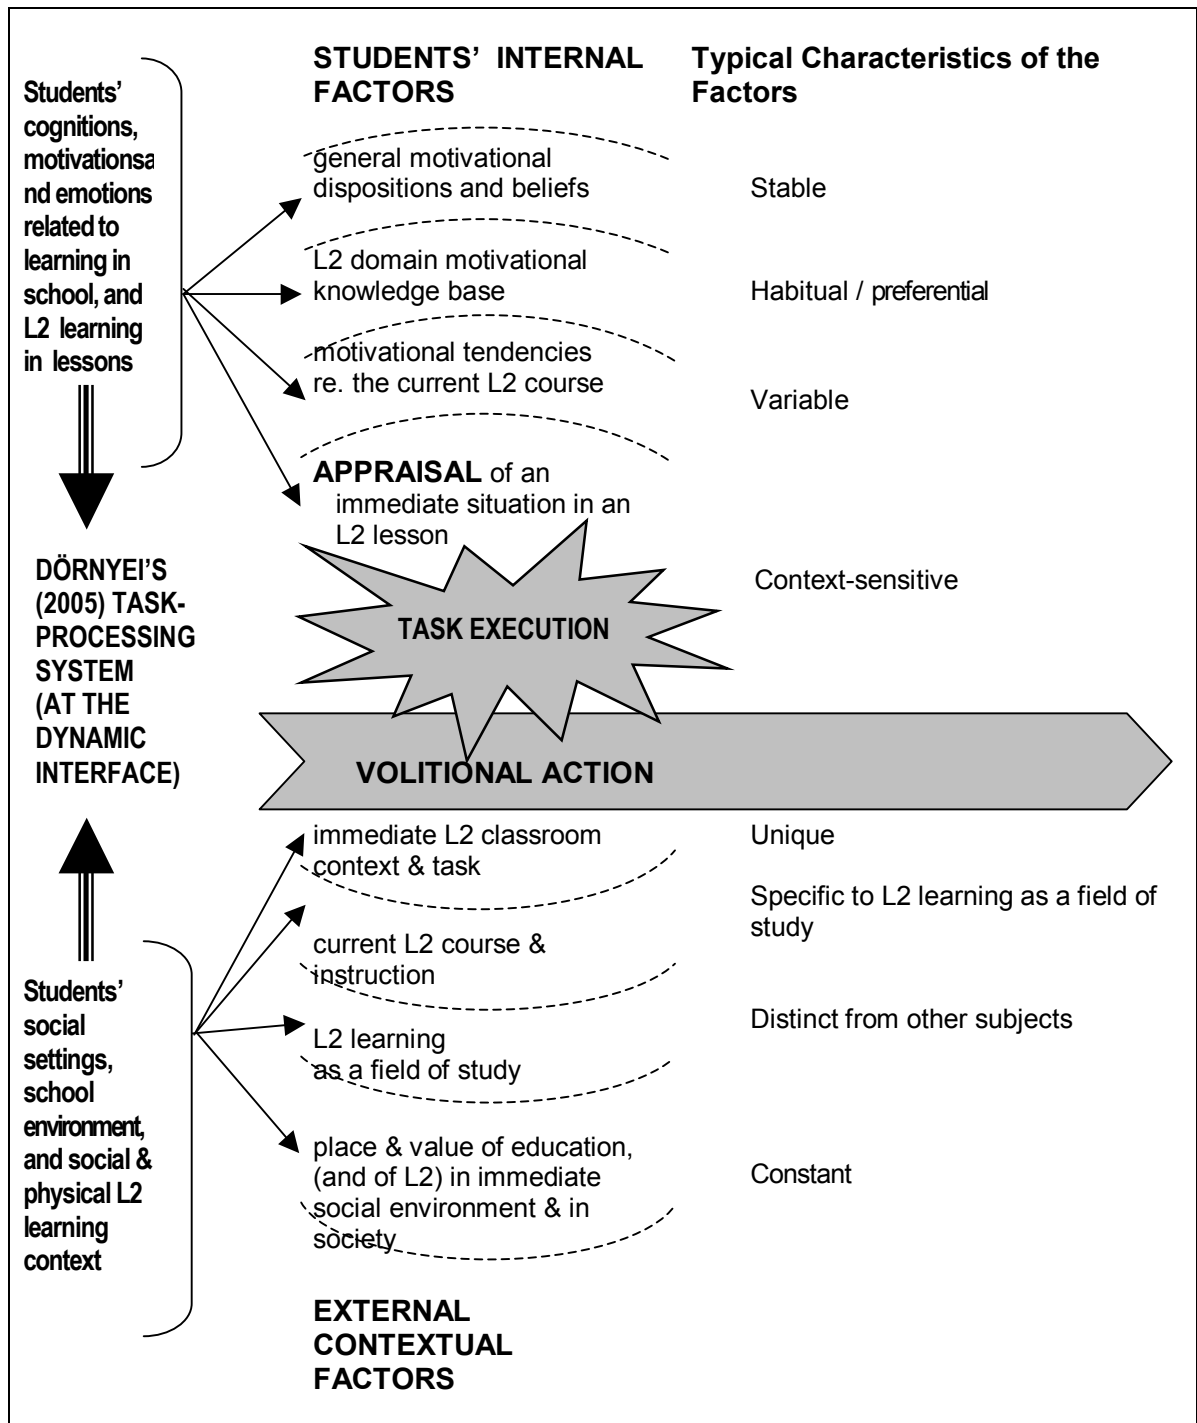 STUDENTS' INTERNAL
FACTORS
Typical Characteristics of the
Factors
Students'
cognitions,
motivationsa
nd emotions
related to
learning in
school, and
L2 learning
in lessons
general motivational
dispositions and beliefs
Stable
L2 domain motivational
knowledge base
Habitual / preferential
motivational tendencies
re. the current L2 course
Variable
APPRAISAL of an
immediate situation in an
L2 lesson
Context-sensitive
TASK EXECUTION
DÖRNYEI'S
(2005) TASK-
PROCESSING
SYSTEM
(AT THE
DYNAMIC
INTERFACE)
VOLITIONAL ACTION
immediate L2 classroom
context & task
Unique
current L2 course &
instruction
Specific to L2 learning as a field of
study
L2 learning
as a field of study
Distinct from other subjects
place & value of education,
(and of L2) in immediate
social environment & in
society
Constant
Students'
social
settings,
school
environment,
and social &
physical L2
learning
context
EXTERNAL
CONTEXTUAL
FACTORS